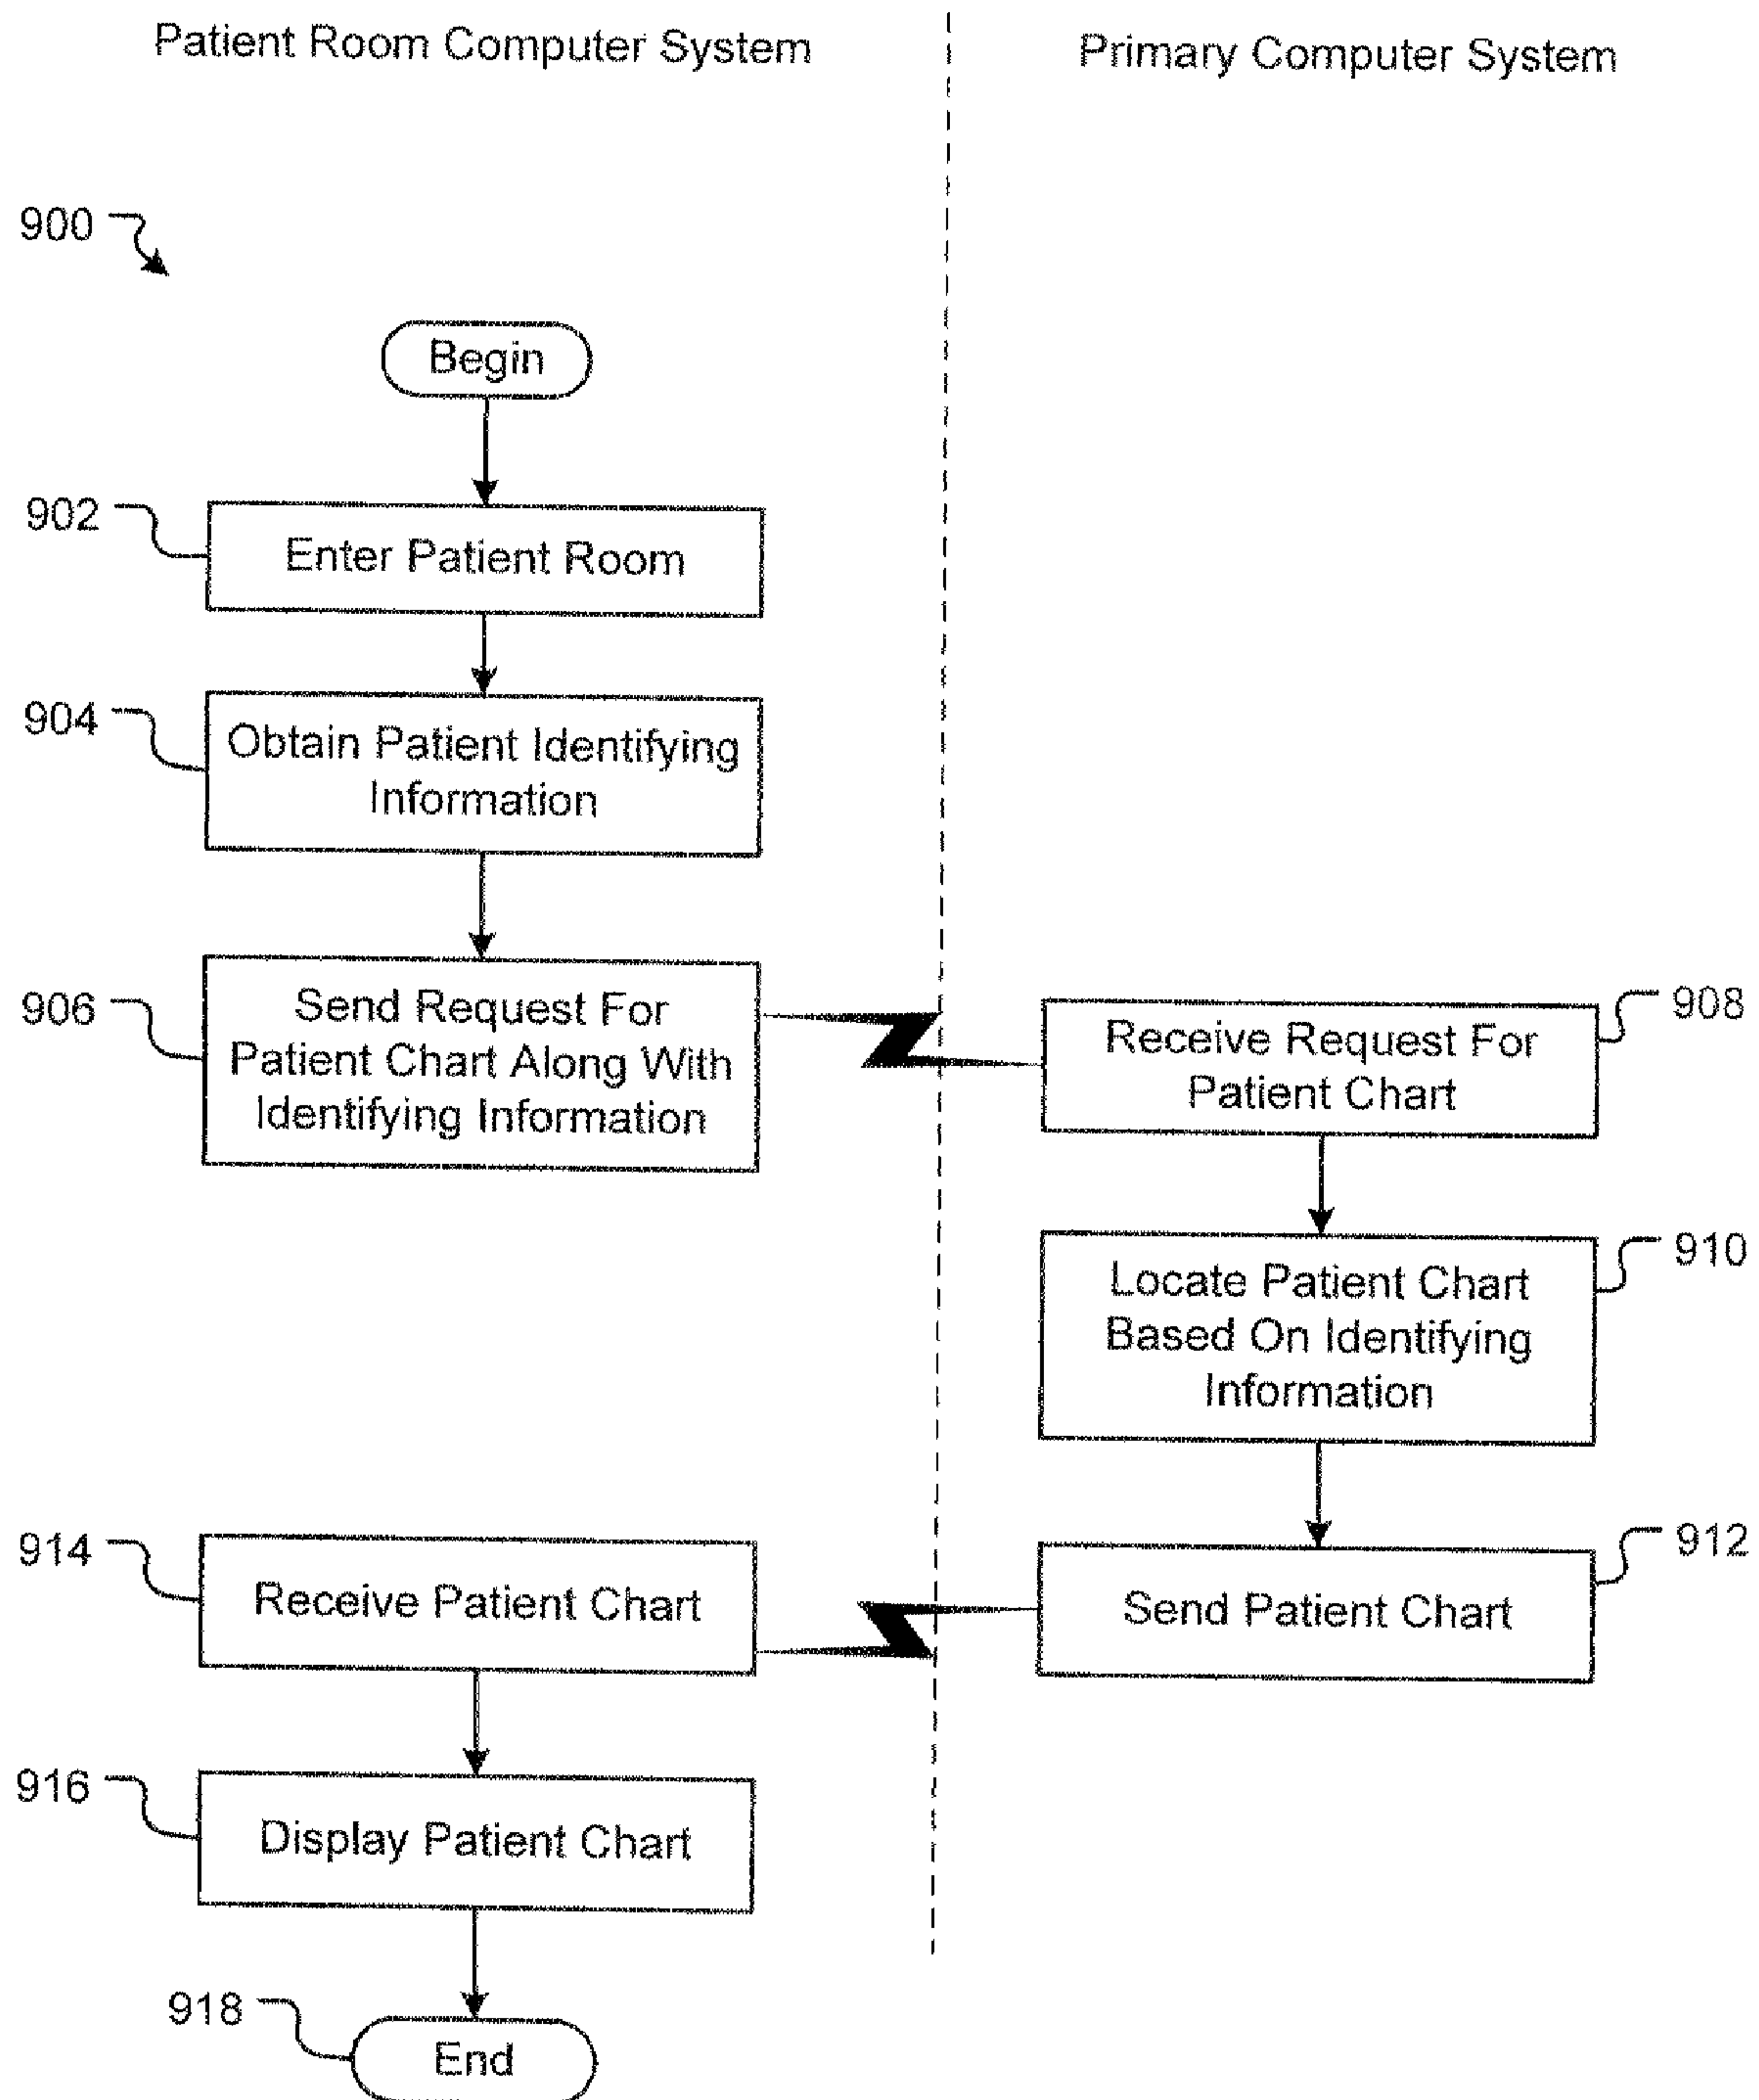 Patient Room Computer System
Primary Computer System
900
Begin
902
Enter Patient Room
904
Obtain Patient Identifying
Information
906
Send Request For
Patient Chart Along With
Identifying Information
908
Receive Request For
Patient Chart
910
Locate Patient Chart
Based On Identifying
Information
912
Send Patient Chart
914
Receive Patient Chart
916
Display Patient Chart
918
End